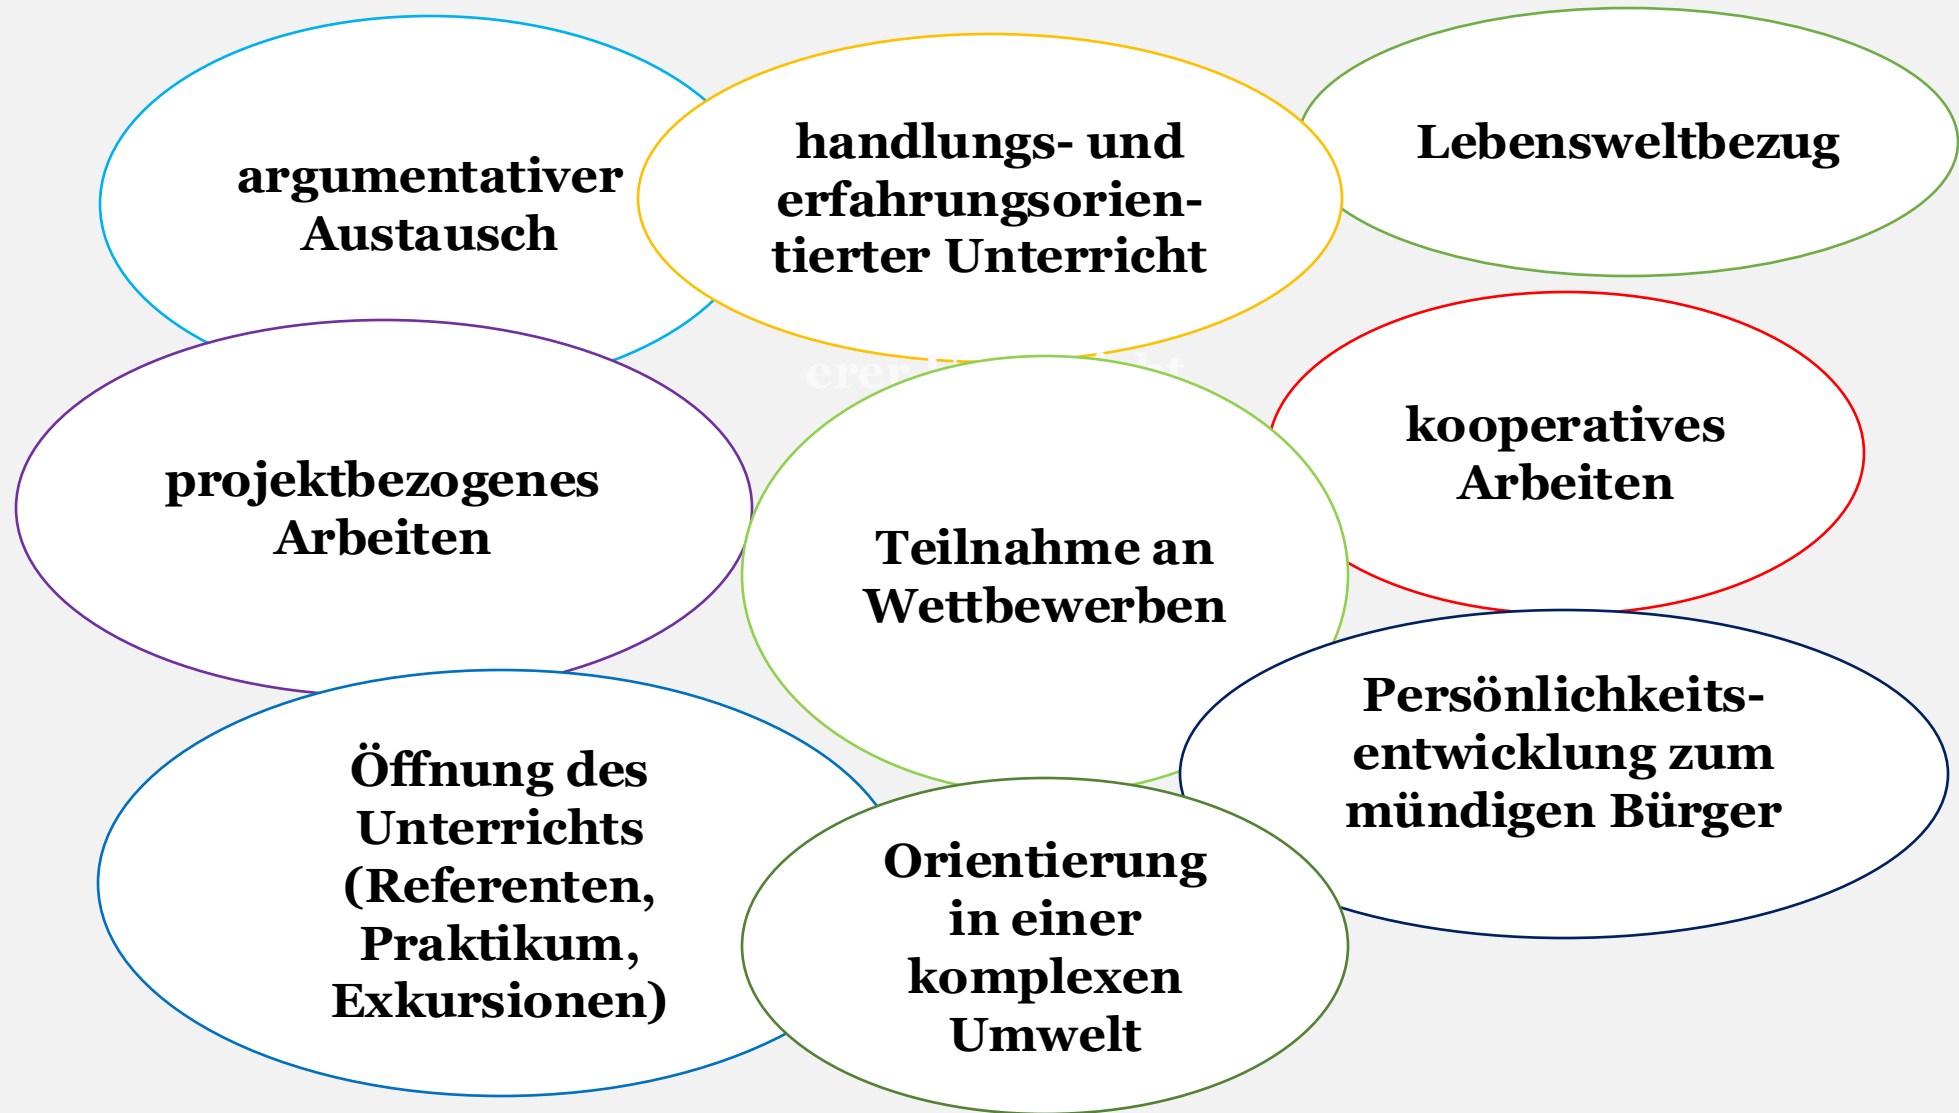 argumentativer
Austausch
handlungs- und
erfahrungsorien-
tierter Unterricht
Lebensweltbezug
projektbezogenes
Arbeiten
Teilnahme an
Wettbewerben
kooperatives
Arbeiten
Öffnung des
Unterrichts
(Referenten,
Praktikum,
Exkursionen)
Orientierung
in einer
komplexen
Umwelt
Persönlichkeits-
entwicklung zum
mündigen Bürger